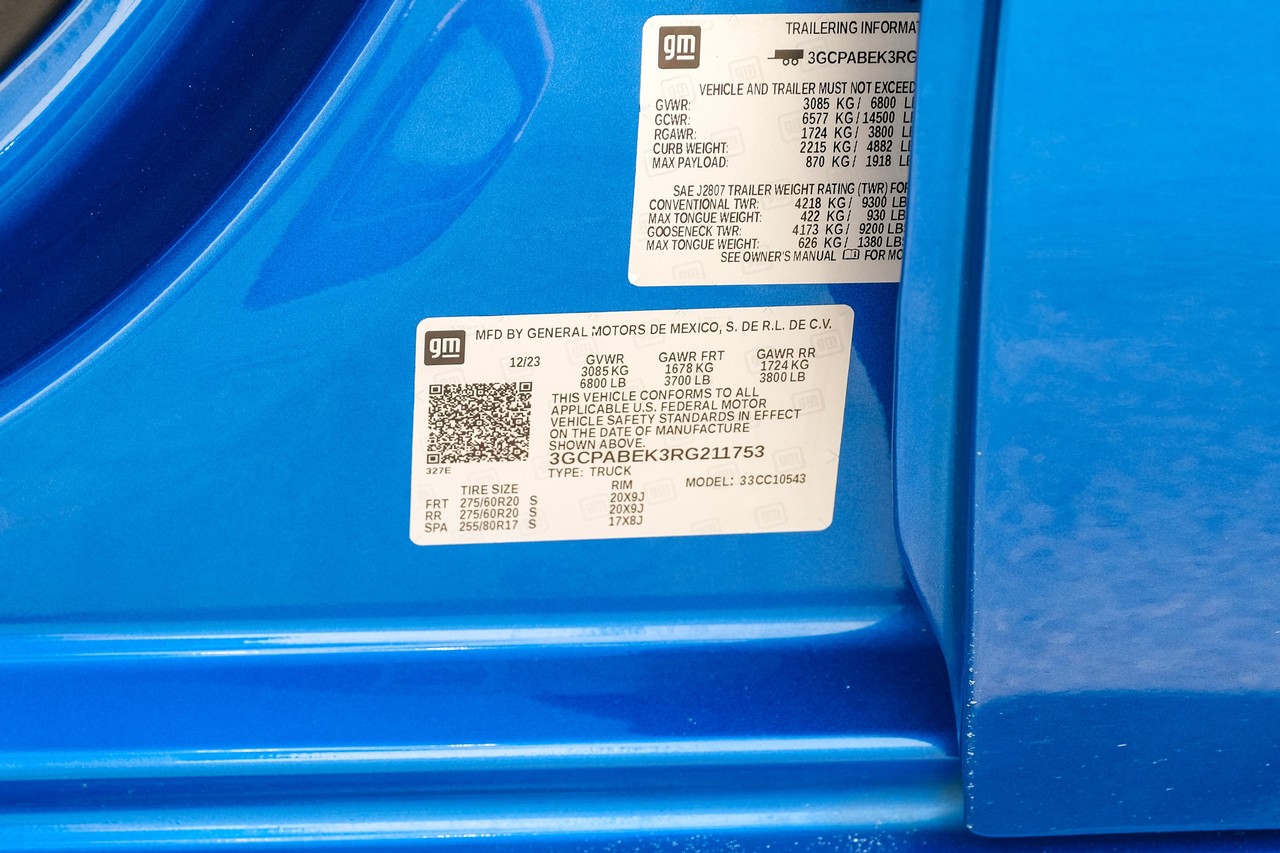 gm
TRAILERING INFORMAT
3GCPABEK3RG
VEHICLE AND TRAILER MUST NOT EXCEED
GVWR: 3085 KG/ 6800 LB
GCWR: 6577 KG/14500 LB
RGAWR: 1724 KG/ 3800 LB
CURB WEIGHT: 2215 KG/ 4882 LB
MAX PAYLOAD: 870 KG/ 1918 LB
SAE J2807 TRAILER WEIGHT RATING (TWR) FOR
CONVENTIONAL TWR: 4218 KG/ 9300 LB
MAX TONGUE WEIGHT: 422 KG/ 930 LB
GOOSENECK TWR: 4173 KG/ 9200 LB
MAX TONGUE WEIGHT: 626 KG/ 1380 LB
SEE OWNER'S MANUAL FOR MO
gm
MFD BY GENERAL MOTORS DE MEXICO, S. DE R.L. DE C.V.
12/23 GVWR GAWR FRT GAWR RR
3085 KG 1678 KG 1724 KG
6800 LB 3700 LB 3800 LB
THIS VEHICLE CONFORMS TO ALL
APPLICABLE U.S. FEDERAL MOTOR
VEHICLE SAFETY STANDARDS IN EFFECT
ON THE DATE OF MANUFACTURE
SHOWN ABOVE.
3GCPABEK3RG211753
327E
TYPE: TRUCK
MODEL: 33CC10543
TIRE SIZE RIM
FRT 275/60R20 S 20X9J
RR 275/60R20 S 20X9J
SPA 255/80R17 S 17X8J